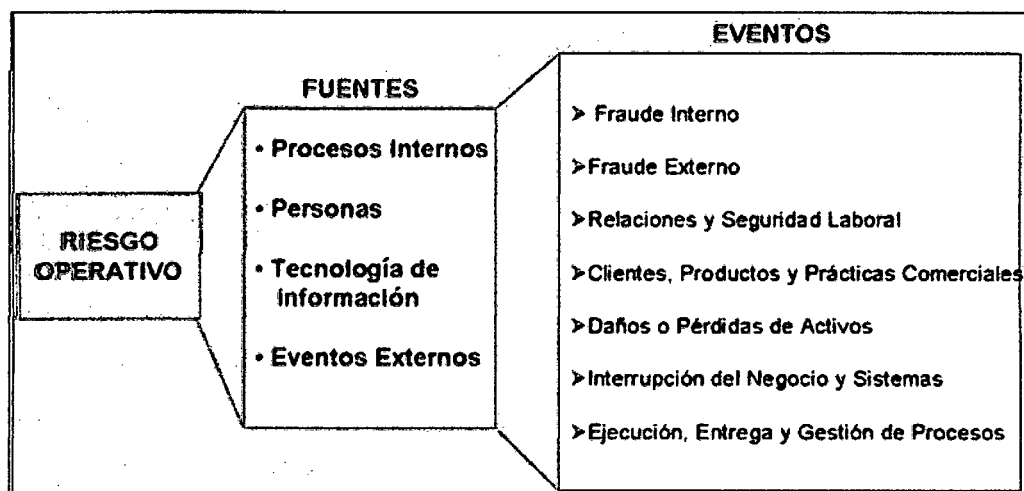 RIESGO
OPERATIVO
FUENTES
• Procesos Internos
• Personas
• Tecnología de
información
• Eventos Externos
EVENTOS
➢ Fraude Interno
➢Fraude Externo
➢Relaciones y Seguridad Laboral
➢Clientes, Productos y Prácticas Comerciales
➢Daños o Pérdidas de Activos
➢Interrupción del Negocio y Sistemas
➢Ejecución, Entrega y Gestión de Procesos